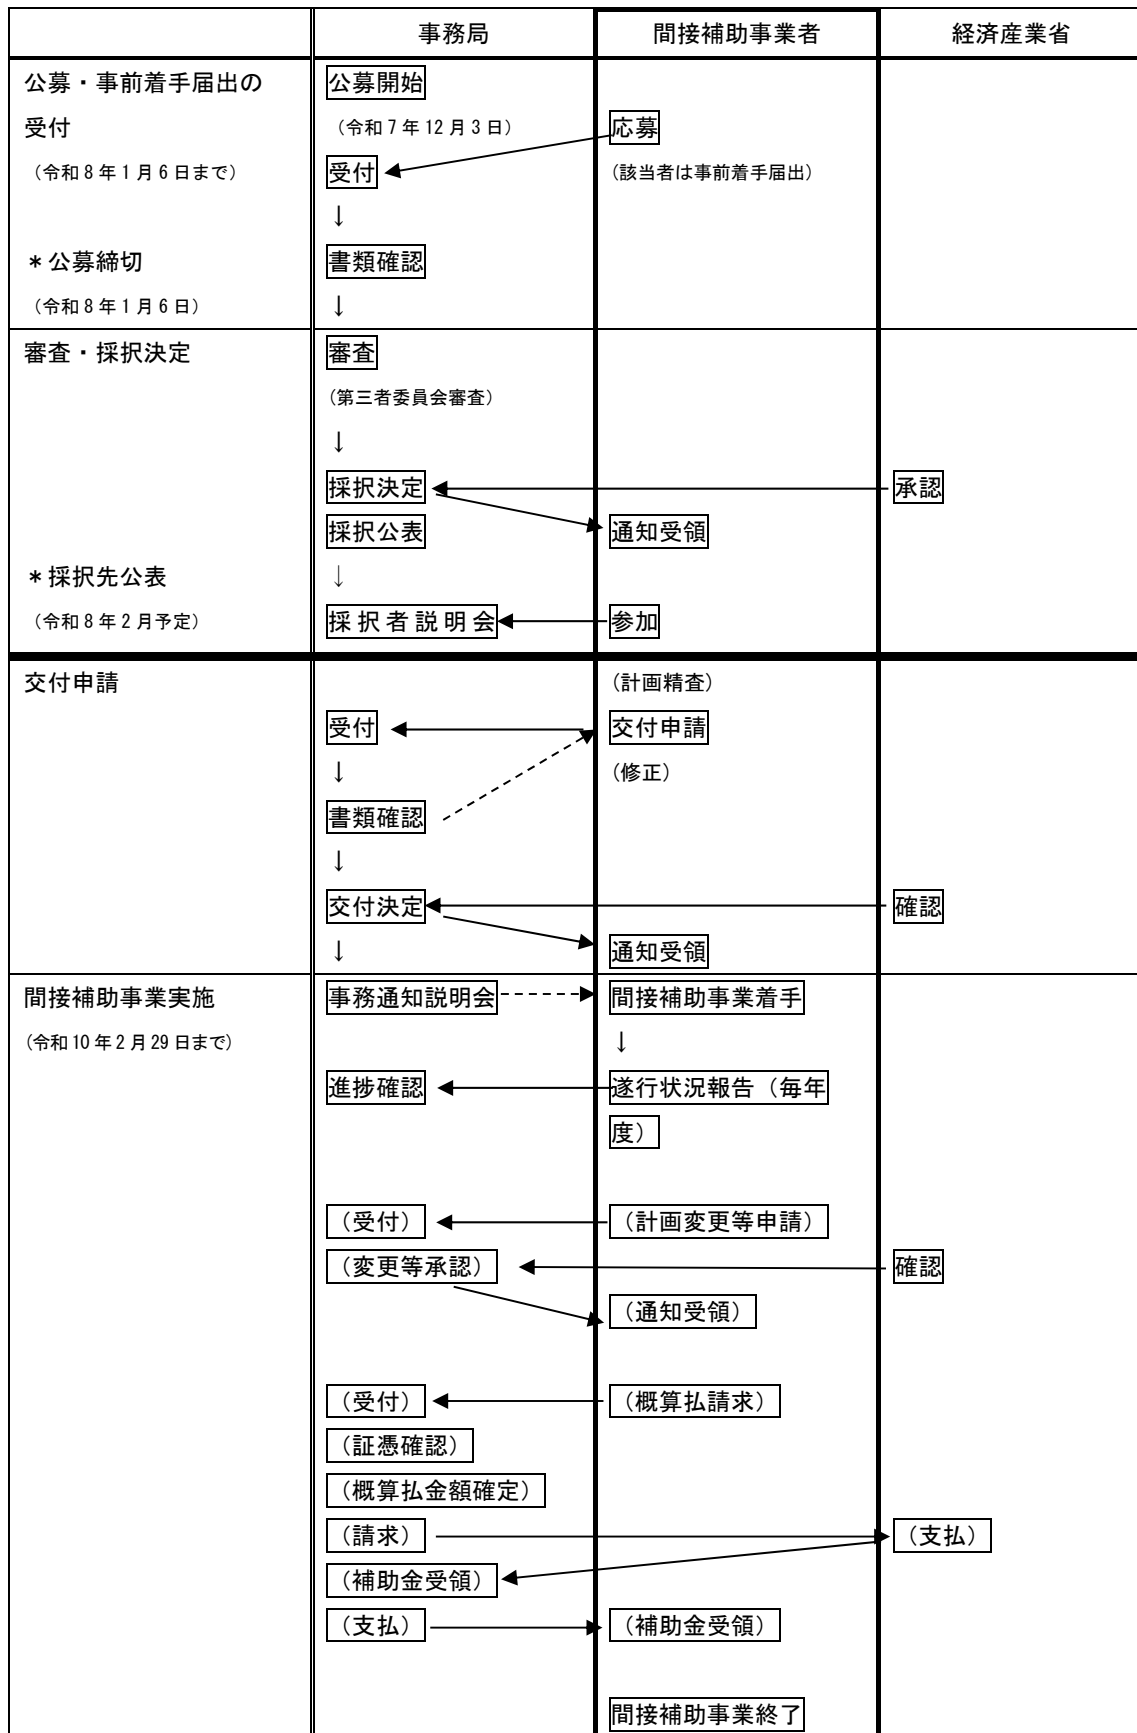 事務局 間接補助事業者 経済産業省
公募・事前着手届出の 公募開始
受付 （令和7年12月3日） 応募
（令和8年1月6日まで） 受付 （該当者は事前着手届出）
↓
＊公募締切 書類確認
（令和8年1月6日） ↓
審査・採択決定 審査
（第三者委員会審査）
↓
採択決定 承認
採択公表 通知受領
＊採択先公表 ↓
（令和8年2月予定） 採択者説明会 参加
交付申請 （計画精査）
受付 交付申請
↓ （修正）
書類確認
↓
交付決定 確認
↓ 通知受領
間接補助事業実施 事務通知説明会 間接補助事業着手
（令和10年2月29日まで） ↓
進捗確認 遂行状況報告（毎年
度）
（受付） （計画変更等申請）
（変更等承認） 確認
（通知受領）
（受付） （概算払請求）
（証憑確認）
（概算払金額確定）
（請求） （支払）
（補助金受領）
（支払） （補助金受領）
間接補助事業終了